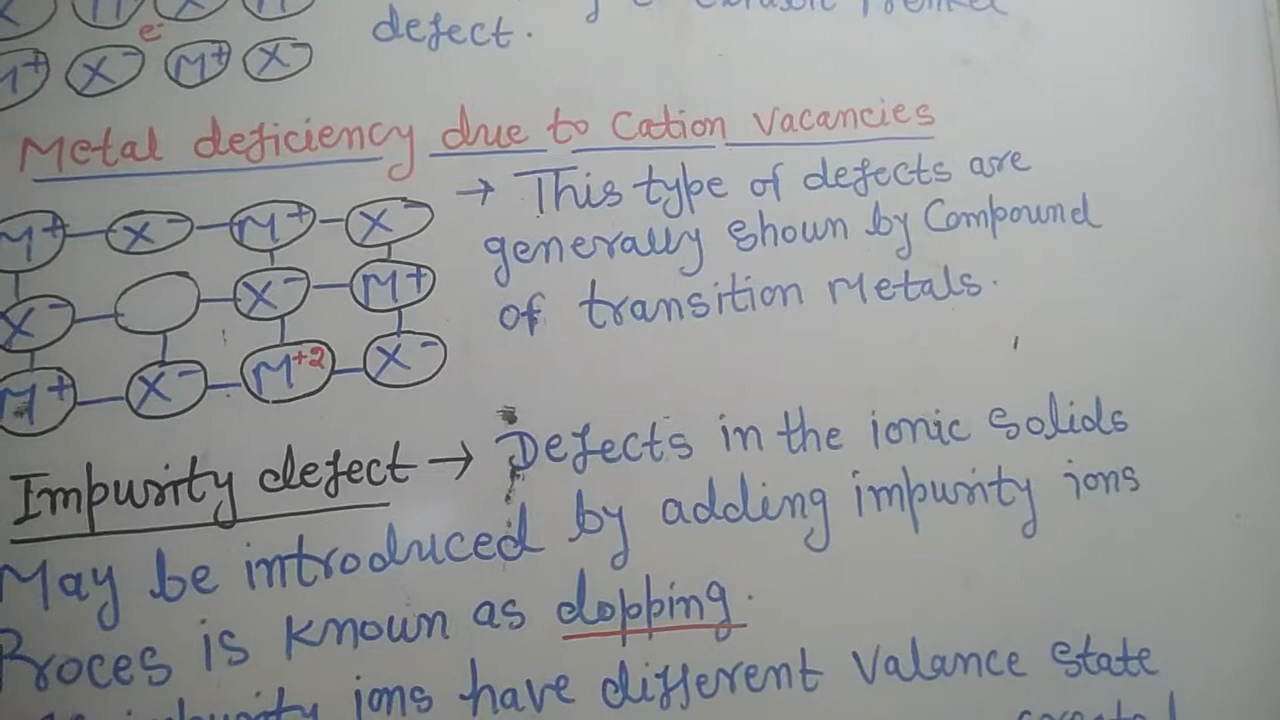 e⁻
M⁺ X⁻ M⁺ X⁻
defect.
Metal deficiency due to Cation vacancies
M⁺ X⁻ M⁺ X⁻
X⁻ X⁻ M⁺
M⁺ X⁻ M⁺² X⁻
→ This type of defects are
generally shown by Compound
of transition Metals.
Impurity defect → Defects in the ionic solids
May be introduced by adding impurity ions
Proces is known as dopping.
impurity ions have different valance state